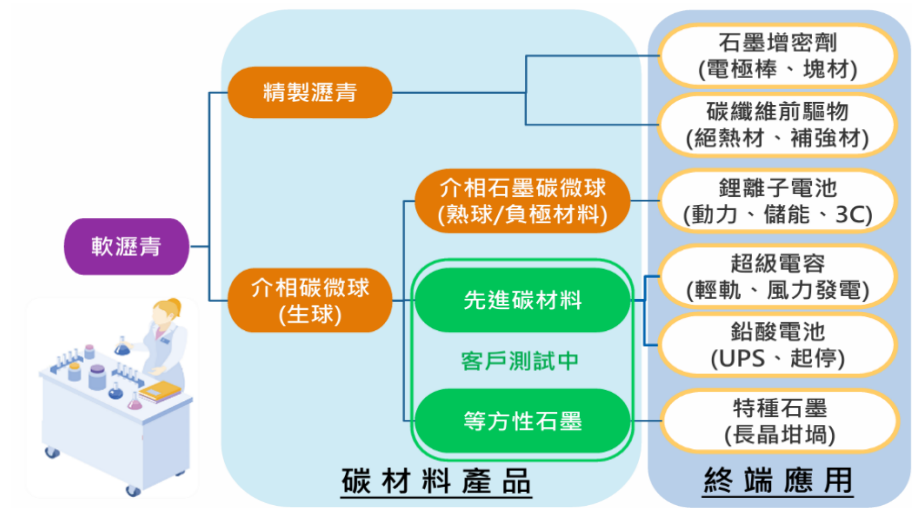 軟瀝青
精製瀝青
介相碳微球
(生球)
介相石墨碳微球
(熟球/負極材料)
先進碳材料
客戶測試中
等方性石墨
碳材料產品
石墨增密劑
(電極棒、塊材)
碳纖維前驅物
(絕熱材、補強材)
鋰離子電池
(動力、儲能、3C)
超級電容
(輕軌、風力發電)
鉛酸電池
(UPS、起停)
特種石墨
(長晶坩堝)
終端應用